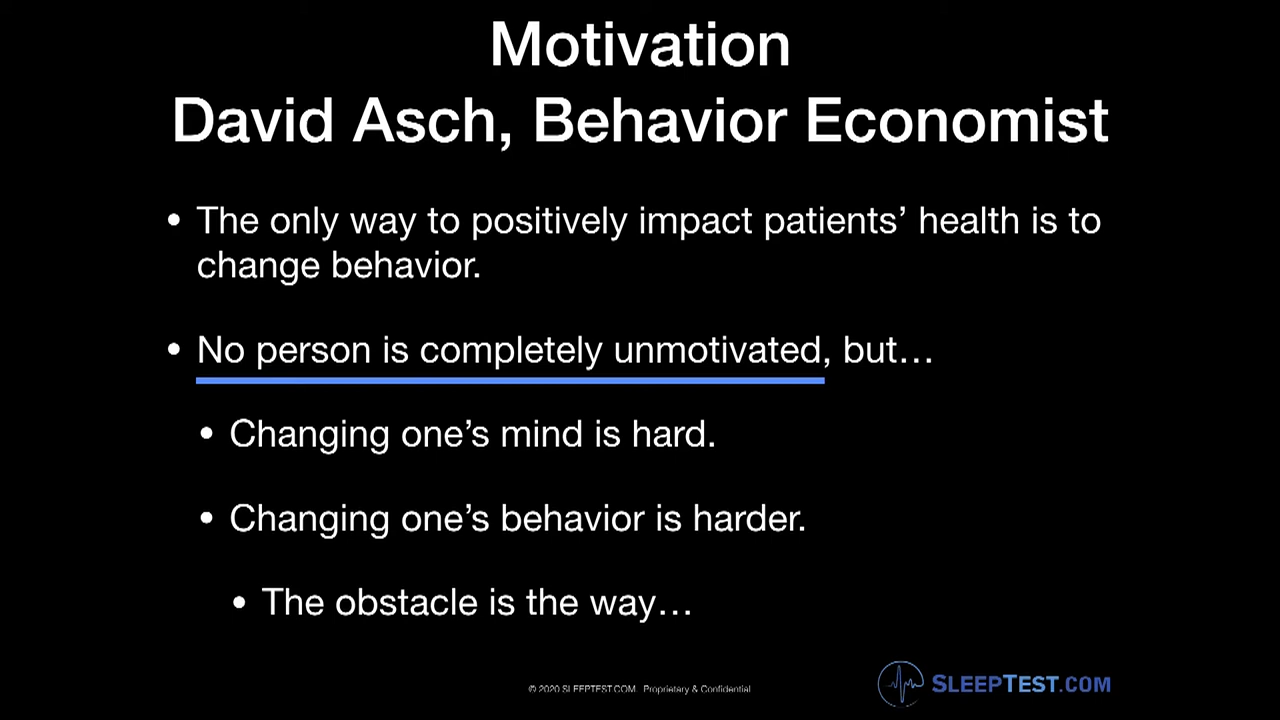 Motivation
David Asch, Behavior Economist
• The only way to positively impact patients’ health is to
change behavior.
• No person is completely unmotivated, but…
• Changing one’s mind is hard.
• Changing one’s behavior is harder.
• The obstacle is the way…
© 2020 SLEEPTEST.COM Proprietary & Confidential
SLEEPTEST.COM